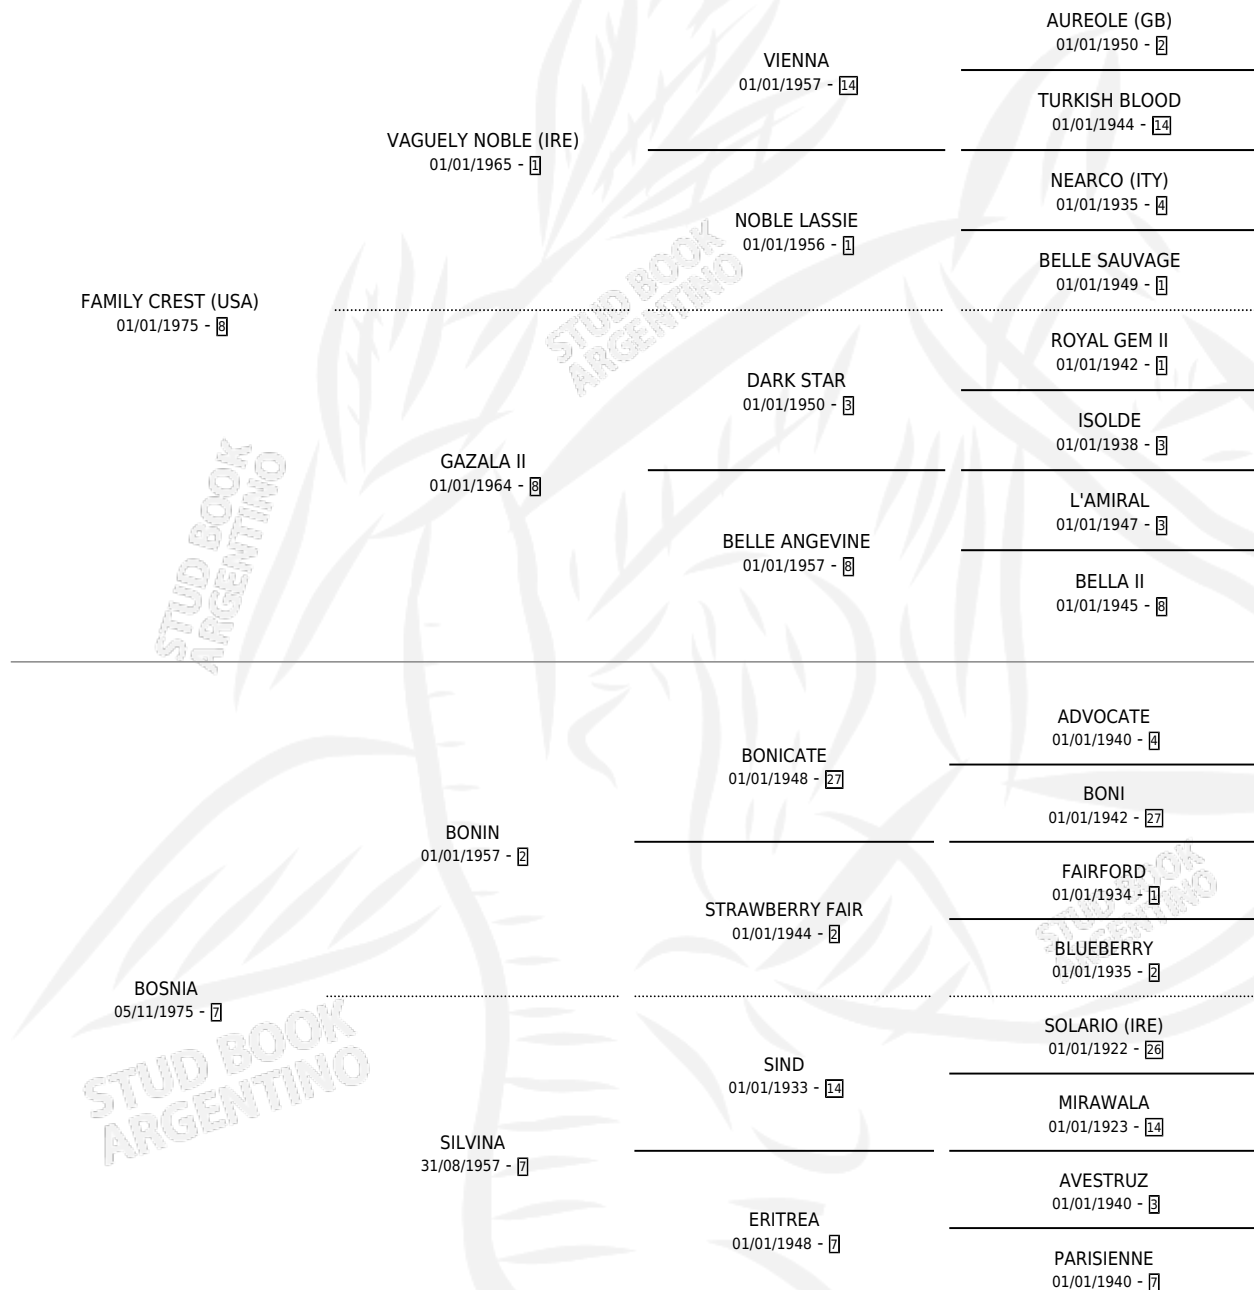 AUREOLE (GB)
01/01/1950 - 2
VIENNA
01/01/1957 - 14
TURKISH BLOOD
01/01/1944 - 14
VAGUELY NOBLE (IRE)
01/01/1965 - 1
NEARCO (ITY)
01/01/1935 - 4
NOBLE LASSIE
01/01/1956 - 1
BELLE SAUVAGE
01/01/1949 - 1
FAMILY CREST (USA)
01/01/1975 - 8
ROYAL GEM II
01/01/1942 - 1
DARK STAR
01/01/1950 - 3
ISOLDE
01/01/1938 - 3
GAZALA II
01/01/1964 - 8
L'AMIRAL
01/01/1947 - 3
BELLE ANGEVINE
01/01/1957 - 8
BELLA II
01/01/1945 - 8
ADVOCATE
01/01/1940 - 4
BONICATE
01/01/1948 - 27
BONI
01/01/1942 - 27
BONIN
01/01/1957 - 2
FAIRFORD
01/01/1934 - 1
STRAWBERRY FAIR
01/01/1944 - 2
BLUEBERRY
01/01/1935 - 2
BOSNIA
05/11/1975 - 7
SOLARIO (IRE)
01/01/1922 - 26
SIND
01/01/1933 - 14
MIRAWALA
01/01/1923 - 14
SILVINA
31/08/1957 - 7
AVESTRUZ
01/01/1940 - 3
ERITREA
01/01/1948 - 7
PARISIENNE
01/01/1940 - 7
STUD BOOK
ARGENTINO
STUD BOOK
ARGENTINO
STUD BOOK
ARGENTINO
STUD BOOK
ARGENTINO